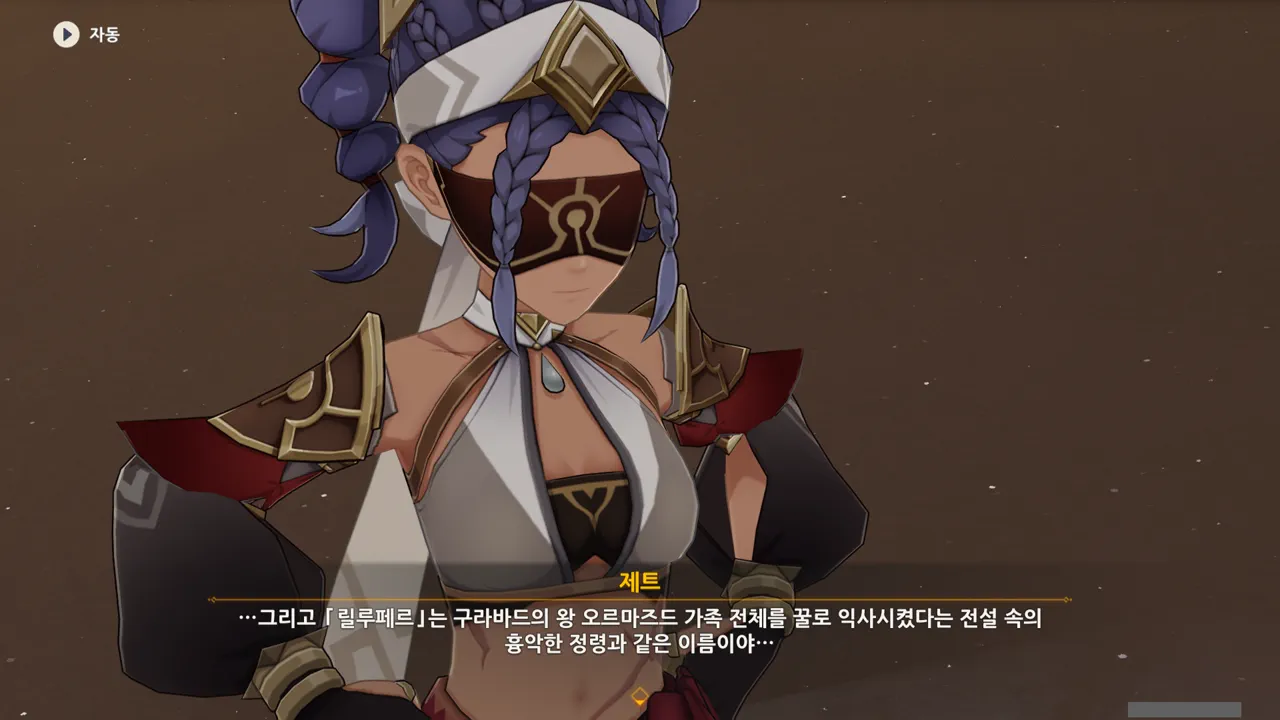 자동
제트
…그리고 「릴루페르」는 구라바드의 왕 오르마즈드 가족 전체를 꿀로 익사시켰다는 전설 속의
흉악한 정령과 같은 이름이야…